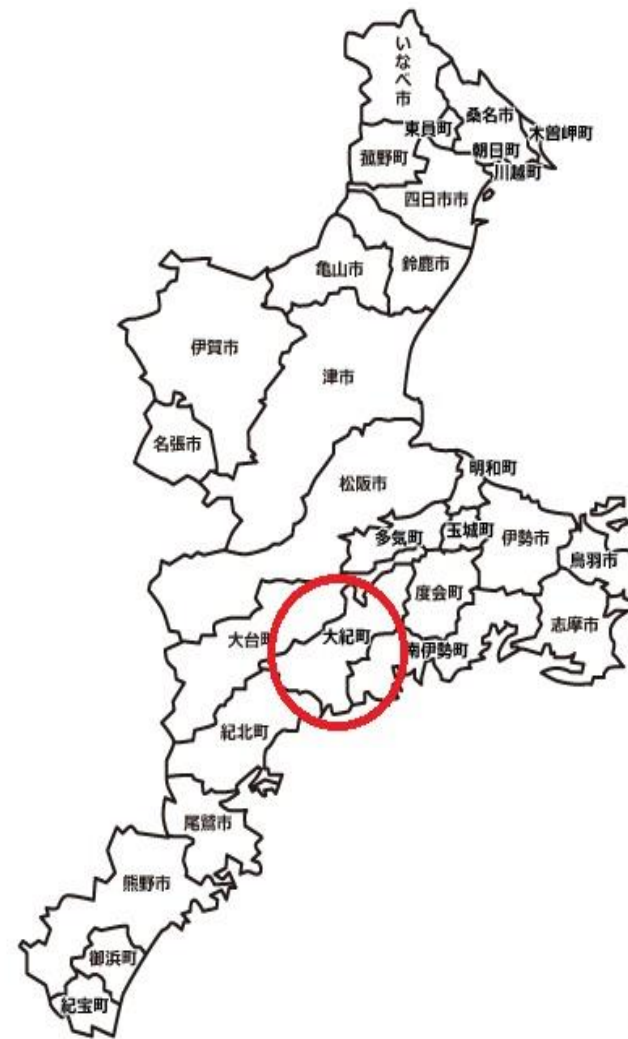 いなべ市
桑名市
木曽岬町
東員町
朝日町
菰野町
川越町
四日市市
亀山市
鈴鹿市
伊賀市
津市
名張市
明和町
松阪市
多気町
玉城町
伊勢市
鳥羽市
度会町
志摩市
大台町
大紀町
南伊勢町
紀北町
尾鷲市
熊野市
御浜町
紀宝町